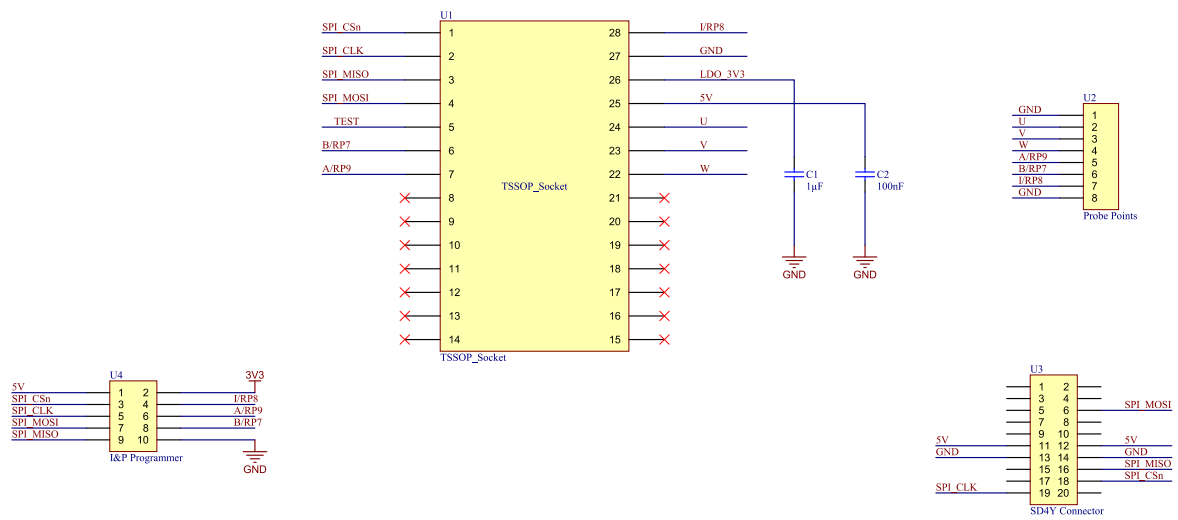 U1
SPI_CSn 1 28 I/RP8
SPI_CLK 2 27 GND
SPI_MISO 3 26 LDO_3V3
SPI_MOSI 4 25 5V
TEST 5 24 U
B/RP7 6 23 V
A/RP9 7 22 W
TSSOP_Socket
8 21
9 20
10 19
11 18
12 17
13 16
14 15
TSSOP_Socket
C1
1µF
GND
C2
100nF
GND
U2
GND 1
U 2
V 3
W 4
A/RP9 5
B/RP7 6
I/RP8 7
GND 8
Probe Points
U4
3V3
5V 1 2
SPI_CSn 3 4 I/RP8
SPI_CLK 5 6 A/RP9
SPI_MOSI 7 8 B/RP7
SPI_MISO 9 10
I&P Programmer
GND
U3
1 2
3 4
5 6 SPI_MOSI
7 8
9 10
5V 11 12 5V
GND 13 14 GND
15 16 SPI_MISO
17 18 SPI_CSn
SPI_CLK 19 20
SD4Y Connector